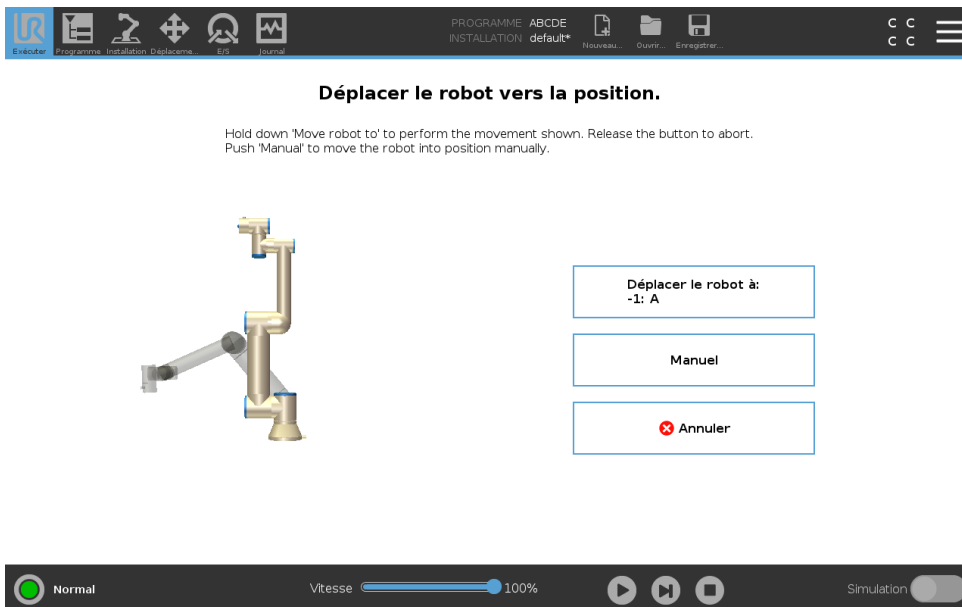 PROGRAMME ABCDE
INSTALLATION default*
C C
C C
Exécuter Programme Installation Déplaceme... E/S Journal Nouveau... Ouvrir... Enregistrer...
Déplacer le robot vers la position.
Hold down 'Move robot to' to perform the movement shown. Release the button to abort.
Push 'Manual' to move the robot into position manually.
Déplacer le robot à:
-1: A
Manuel
Annuler
Normal Vitesse 100% Simulation